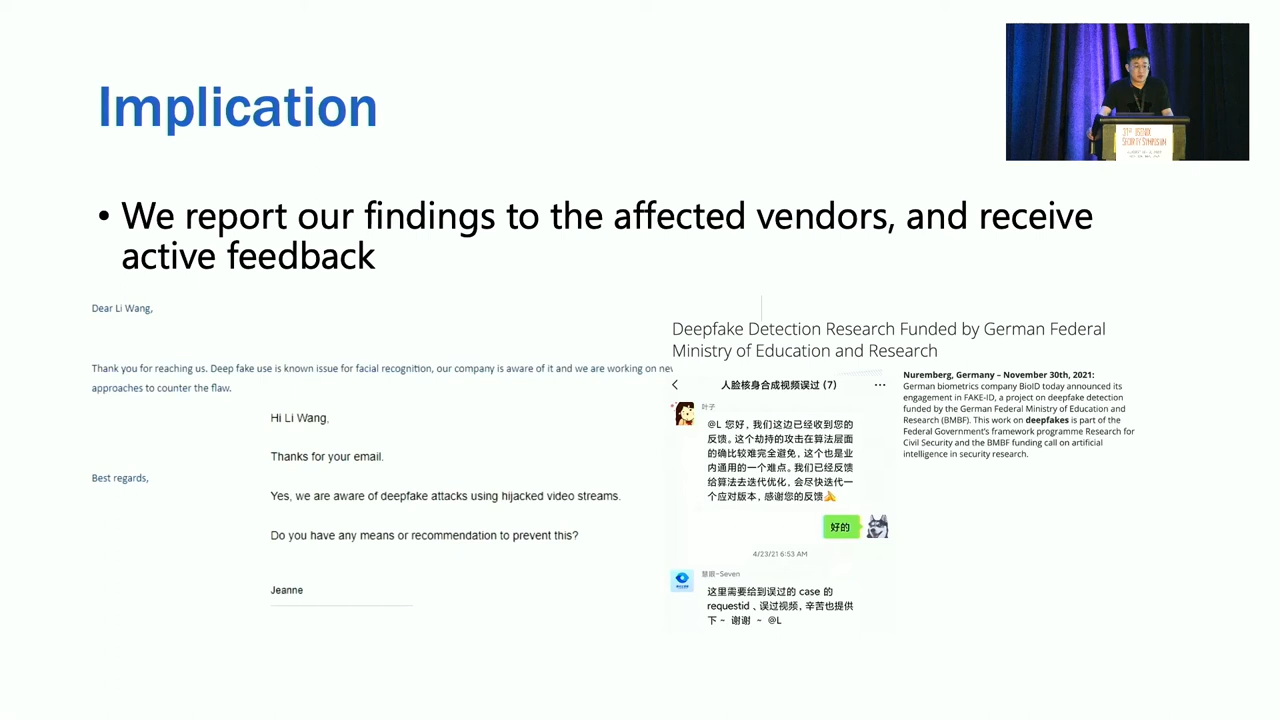 Implication
• We report our findings to the affected vendors, and receive
active feedback
Dear Li Wang,
Thank you for reaching us. Deep fake use is known issue for facial recognition, our company is aware of it and we are working on new
approaches to counter the flaw.
Best regards,
Hi Li Wang,
Thanks for your email.
Yes, we are aware of deepfake attacks using hijacked video streams.
Do you have any means or recommendation to prevent this?
Jeanne
Deepfake Detection Research Funded by German Federal
Ministry of Education and Research
人脸核身合成视频误过 (7)
叶子
@L 您好，我们这边已经收到您的
反馈。这个劫持的攻击在算法层面
的确比较难完全避免，这个也是业
内通用的一个难点。我们已经反馈
给算法去迭代优化，会尽快迭代一
个应对版本，感谢您的反馈
好的
4/23/21 6:53 AM
慧眼-Seven
这里需要给到误过的 case 的
requestid、误过视频，辛苦也提供
下~ 谢谢 ~ @L
Nuremberg, Germany – November 30th, 2021:
German biometrics company BioID today announced its
engagement in FAKE-ID, a project on deepfake detection
funded by the German Federal Ministry of Education and
Research (BMBF). This work on deepfakes is part of the
Federal Government's framework programme Research for
Civil Security and the BMBF funding call on artificial
intelligence in security research.
31st USENIX
SECURITY SYMPOSIUM